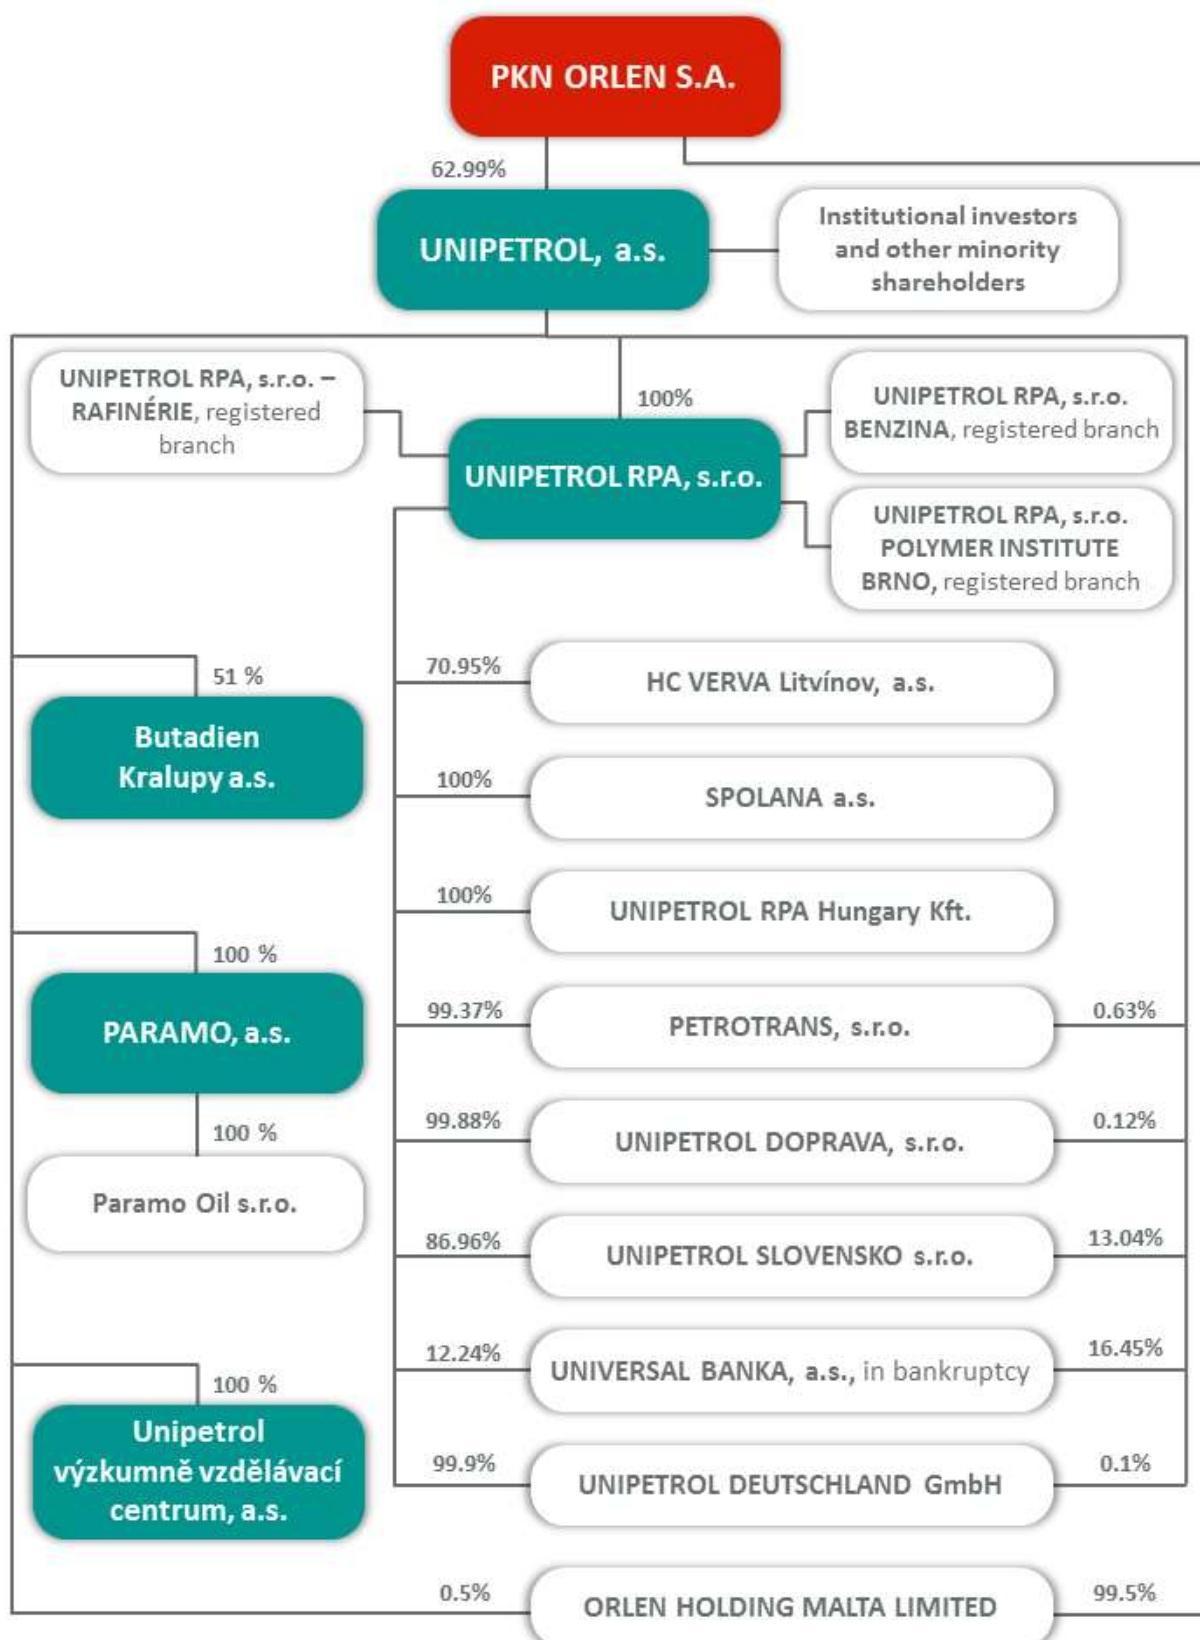 PKN ORLEN S.A.
62.99%
UNIPETROL, a.s.
Institutional investors
and other minority
shareholders
UNIPETROL RPA, s.r.o. –
RAFINÉRIE, registered
branch
100%
UNIPETROL RPA, s.r.o.
BENZINA, registered branch
UNIPETROL RPA, s.r.o.
UNIPETROL RPA, s.r.o.
POLYMER INSTITUTE
BRNO, registered branch
70.95%
HC VERVA Litvínov, a.s.
51 %
Butadien
Kralupy a.s.
100%
SPOLANA a.s.
100%
UNIPETROL RPA Hungary Kft.
100 %
PARAMO, a.s.
99.37%
PETROTRANS, s.r.o.
0.63%
100 %
Paramo Oil s.r.o.
99.88%
UNIPETROL DOPRAVA, s.r.o.
0.12%
86.96%
UNIPETROL SLOVENSKO s.r.o.
13.04%
12.24%
UNIVERSAL BANKA, a.s., in bankruptcy
16.45%
100 %
Unipetrol
výzkumně vzdělávací
centrum, a.s.
99.9%
UNIPETROL DEUTSCHLAND GmbH
0.1%
0.5%
ORLEN HOLDING MALTA LIMITED
99.5%